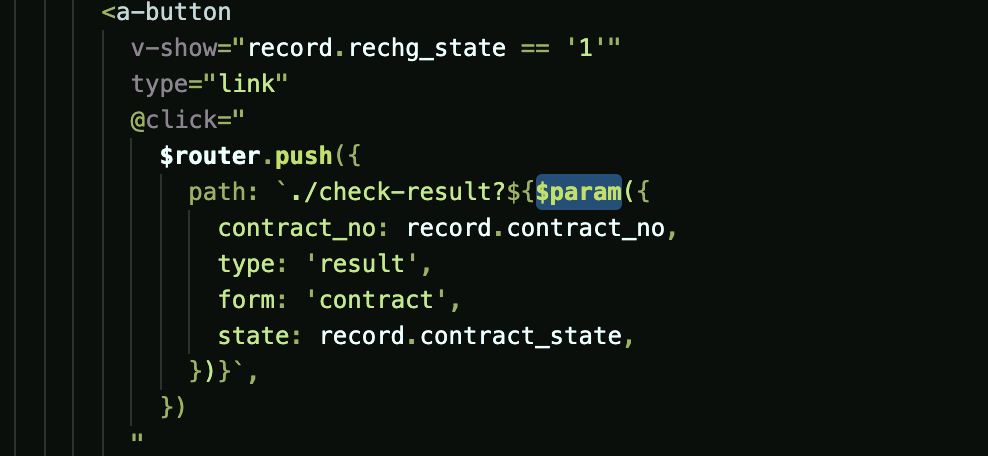 <a-button
v-show="record.rechg_state == '1'"
type="link"
@click="
$router.push({
path: `./check-result?${$param({
contract_no: record.contract_no,
type: 'result',
form: 'contract',
state: record.contract_state,
})}`,
})
"